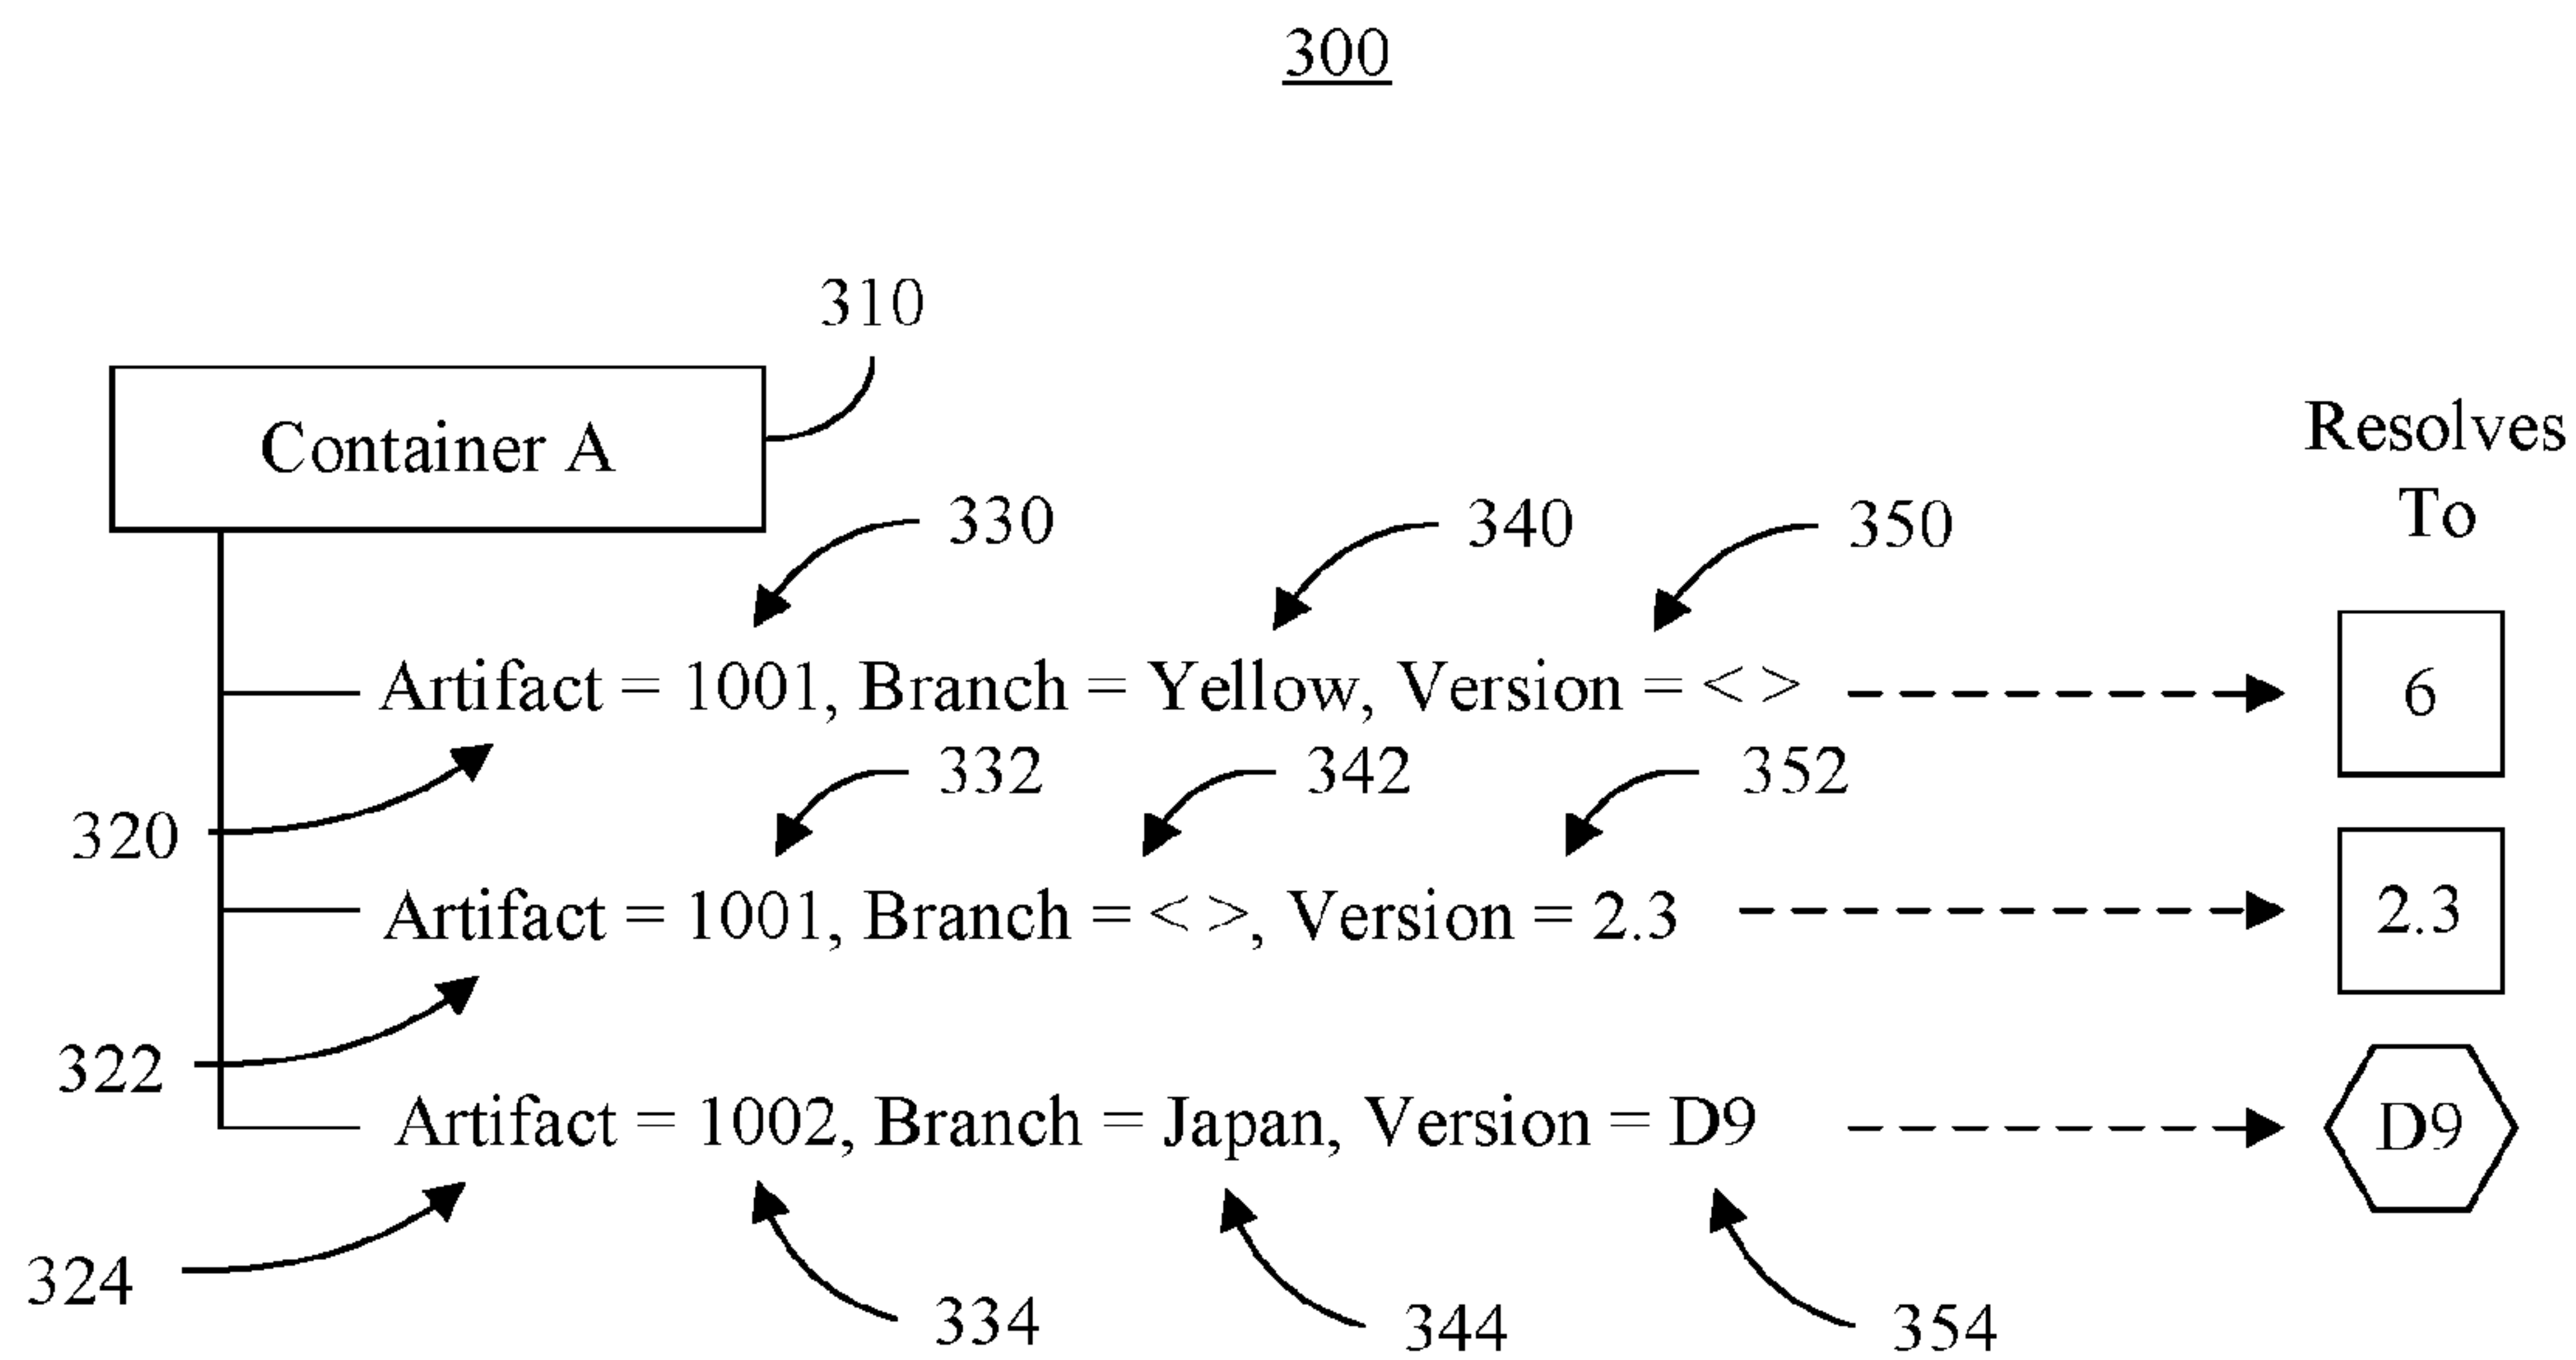 300
310
Container A
Resolves
To
330
340
350
Artifact = 1001, Branch = Yellow, Version = < >
6
320
332
342
352
Artifact = 1001, Branch = < >, Version = 2.3
2.3
322
Artifact = 1002, Branch = Japan, Version = D9
D9
324
334
344
354